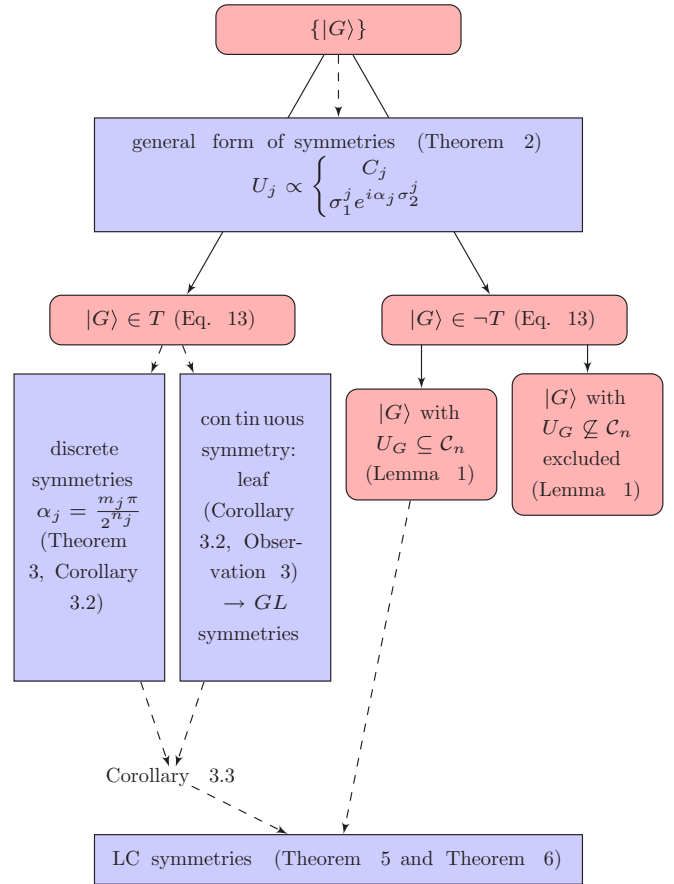 {|G⟩}
general form of symmetries (Theorem 2)
U_j ∝ { C_j
σ_1^j e^{iα_j σ_2^j}
|G⟩ ∈ T (Eq. 13)
|G⟩ ∈ ¬T (Eq. 13)
discrete
symmetries
α_j = m_j π / 2^{n_j}
(Theorem
3, Corollary
3.2)
continuous
symmetry:
leaf
(Corollary
3.2, Obser-
vation 3)
→ GL
symmetries
|G⟩ with
U_G ⊆ C_n
(Lemma 1)
|G⟩ with
U_G ⊈ C_n
excluded
(Lemma 1)
Corollary 3.3
LC symmetries (Theorem 5 and Theorem 6)